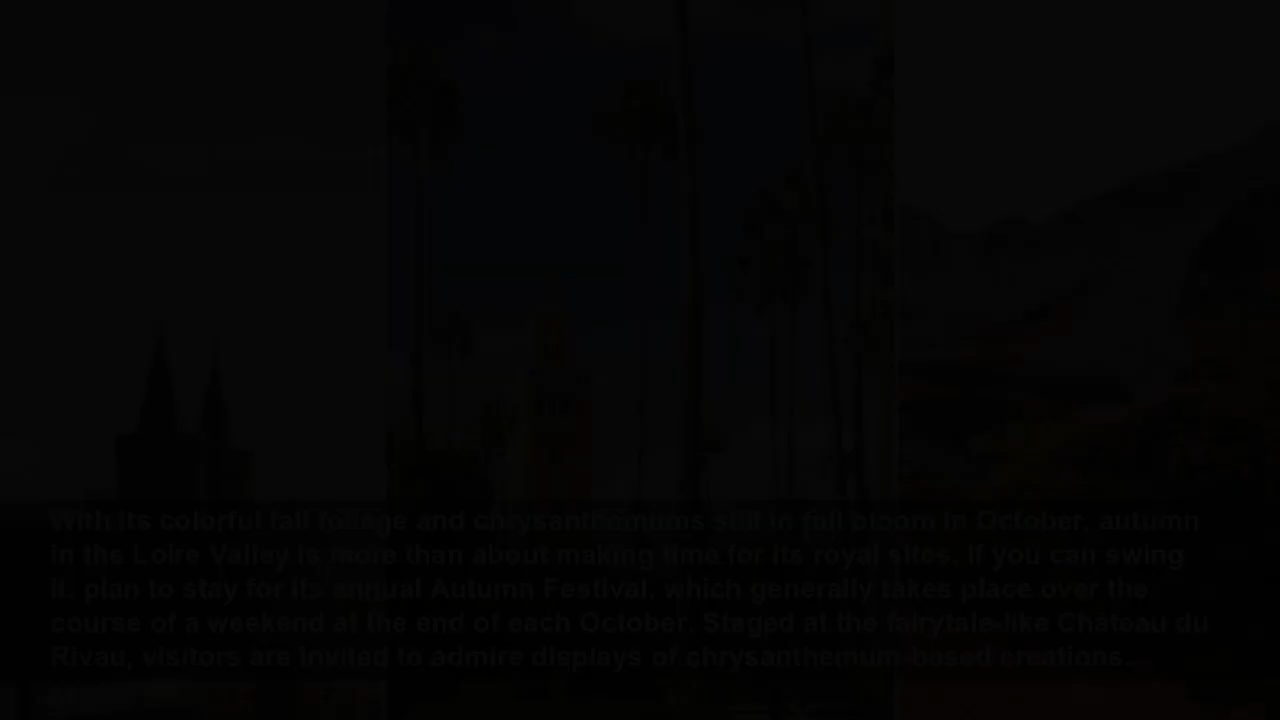 With its colorful fall foliage and chrysanthemums still in full bloom in October, autumn
in the Loire Valley is more than about making time for its royal sites. If you can swing
it, plan to stay for its annual Autumn Festival, which generally takes place over the
course of a weekend at the end of each October. Staged at the fairytale-like Château du
Rivau, visitors are invited to admire displays of chrysanthemum-based creations.